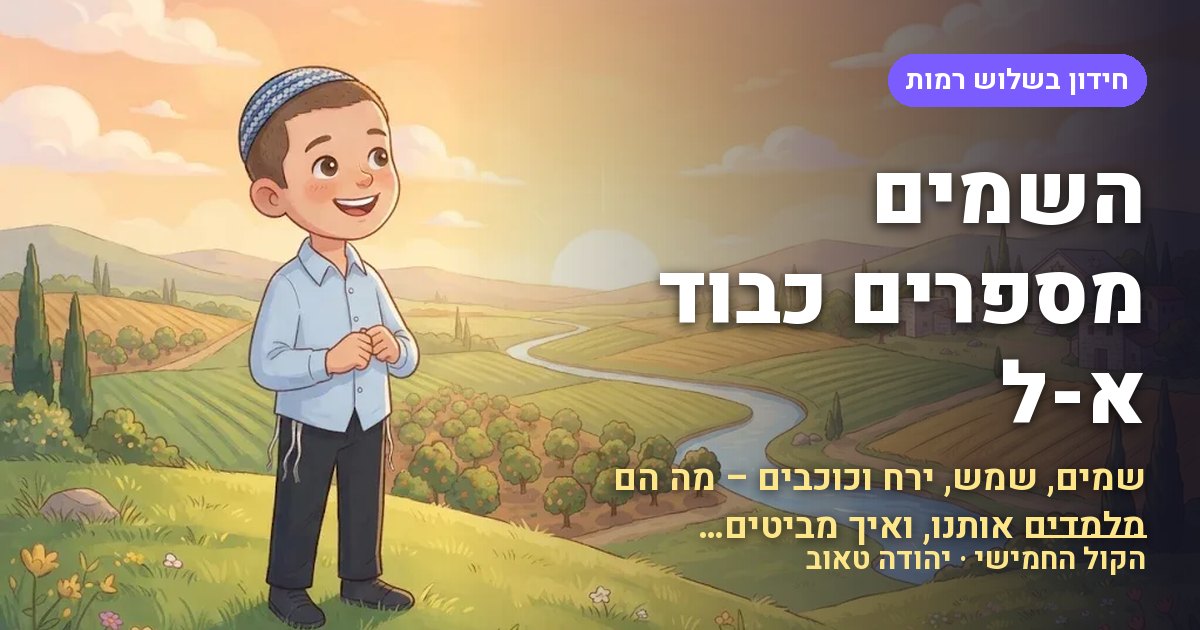 חידון בשלוש רמות
השמים
מספרים כבוד
א-ל
שמים, שמש, ירח וכוכבים – מה הם
מלמדים אותנו, ואיך מביטים...
הקול החמישי · יהודה טאוב